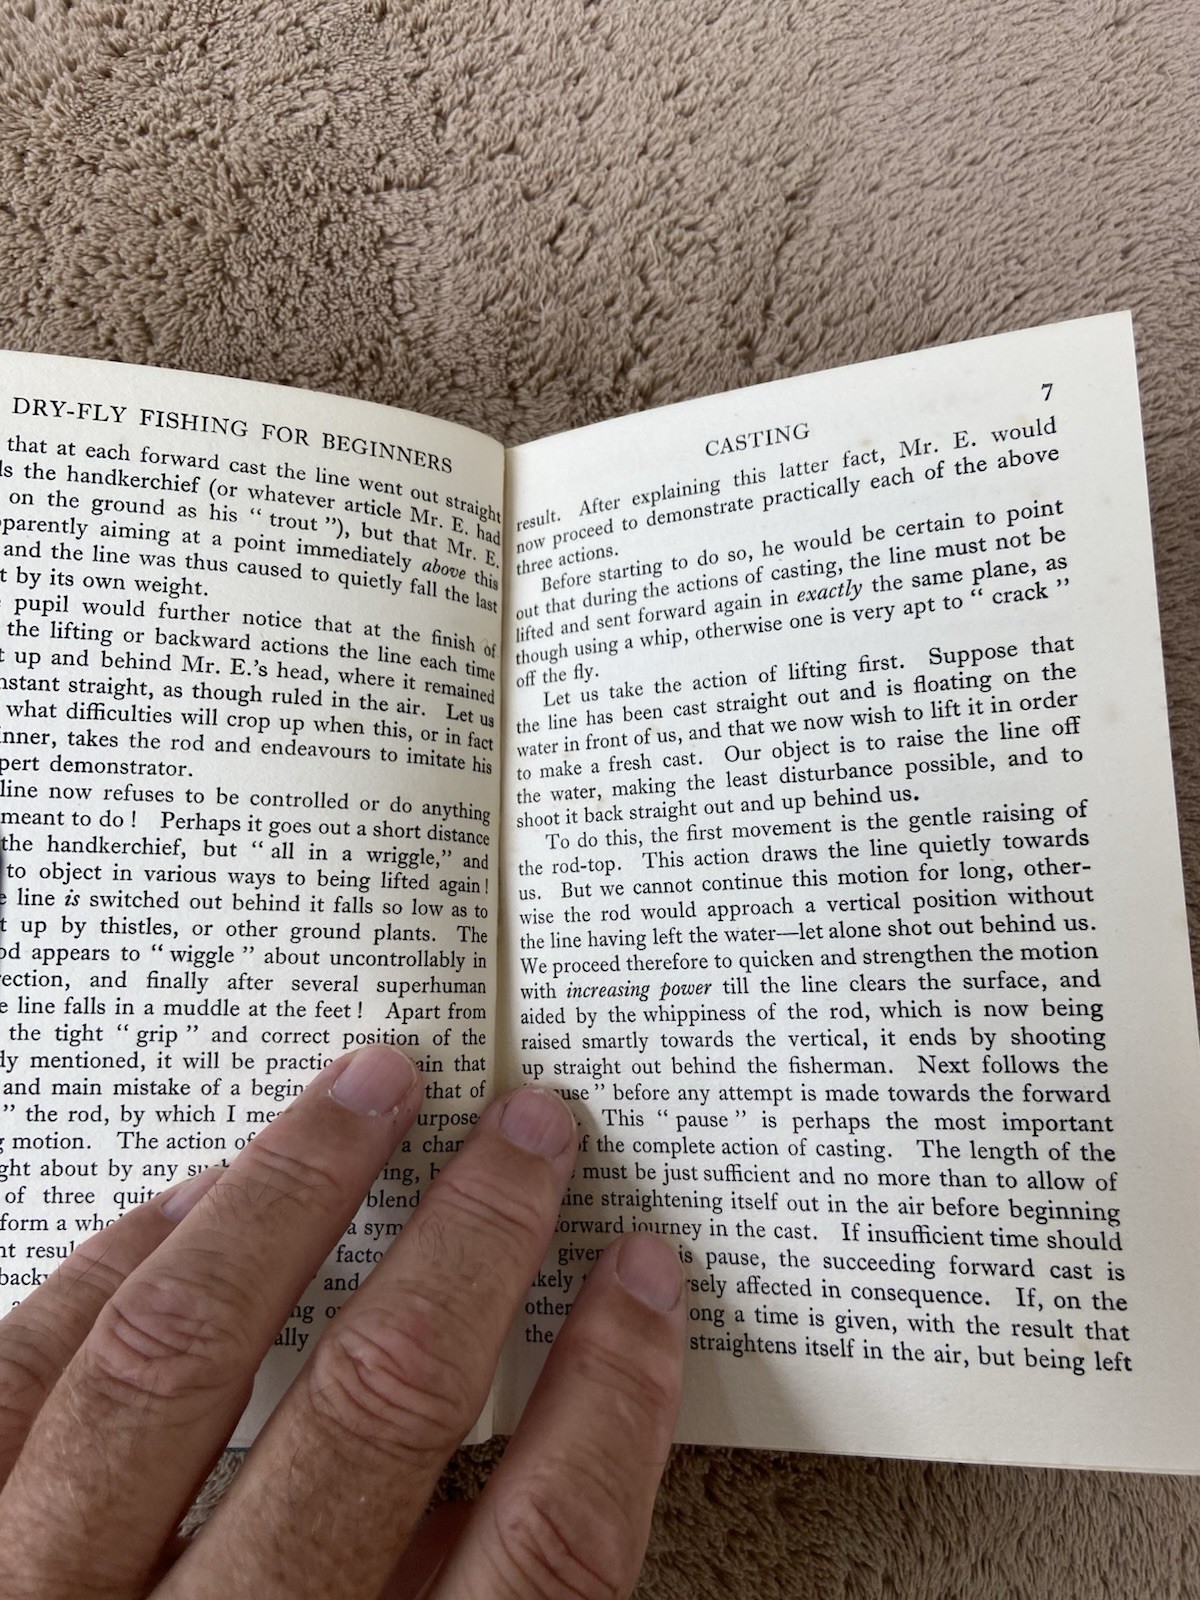 DRY-FLY FISHING FOR BEGINNERS
that at each forward cast the line went out straight
the handkerchief (or whatever article Mr. E. had
on the ground as his “ trout ”), but that Mr. E.
aiming at a point immediately above this
and the line was thus caused to quietly fall the last
by its own weight.
pupil would further notice that at the finish of
the lifting or backward actions the line each time
up and behind Mr. E.’s head, where it remained
straight, as though ruled in the air. Let us
what difficulties will crop up when this, or in fact
takes the rod and endeavours to imitate his
demonstrator.
line now refuses to be controlled or do anything
meant to do ! Perhaps it goes out a short distance
the handkerchief, but “ all in a wriggle,” and
to object in various ways to being lifted again !
line is switched out behind it falls so low as to
up by thistles, or other ground plants. The
appears to “ wiggle ” about uncontrollably in
and finally after several superhuman
line falls in a muddle at the feet ! Apart from
the tight “ grip ” and correct position of the
mentioned, it will be that
and main mistake of a that of
” the rod, by which I
motion. The action of a
about by any
of three
form a
a
and
CASTING
7
result. After explaining this latter fact, Mr. E. would
now proceed to demonstrate practically each of the above
three actions.
Before starting to do so, he would be certain to point
out that during the actions of casting, the line must not be
lifted and sent forward again in exactly the same plane, as
though using a whip, otherwise one is very apt to “ crack ”
off the fly.
Let us take the action of lifting first. Suppose that
the line has been cast straight out and is floating on the
water in front of us, and that we now wish to lift it in order
to make a fresh cast. Our object is to raise the line off
the water, making the least disturbance possible, and to
shoot it back straight out and up behind us.
To do this, the first movement is the gentle raising of
the rod-top. This action draws the line quietly towards
us. But we cannot continue this motion for long, other-
wise the rod would approach a vertical position without
the line having left the water—let alone shot out behind us.
We proceed therefore to quicken and strengthen the motion
with increasing power till the line clears the surface, and
aided by the whippiness of the rod, which is now being
raised smartly towards the vertical, it ends by shooting
up straight out behind the fisherman. Next follows the
” before any attempt is made towards the forward
This “ pause ” is perhaps the most important
of the complete action of casting. The length of the
must be just sufficient and no more than to allow of
straightening itself out in the air before beginning
forward journey in the cast. If insufficient time should
pause, the succeeding forward cast is
affected in consequence. If, on the
other a time is given, with the result that
the straightens itself in the air, but being left